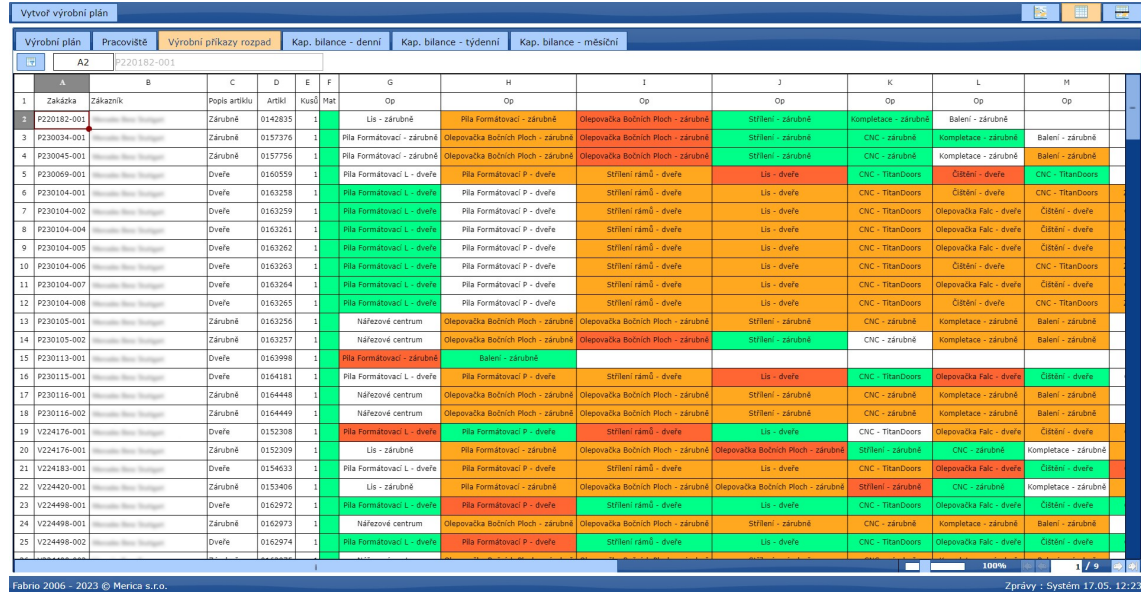 Vytvoř výrobní plán
Výrobní plán Pracoviště Výrobní příkazy rozpad Kap. bilance - denní Kap. bilance - týdenní Kap. bilance - měsíční
A2 P220182-001
A B C D E F G H I J K L M
1 Zakázka Zákazník Popis artiklu Artikl Kusů Mat Op Op Op Op Op Op Op
2 P220182-001 Zárubně 0142835 1 Lis - zárubně Pila Formátovací - zárubně Olepovačka Bočních Ploch - zárubně Střílení - zárubně Kompletace - zárubně Balení - zárubně
3 P230034-001 Zárubně 0157376 1 Pila Formátovací - zárubně Olepovačka Bočních Ploch - zárubně Olepovačka Bočních Ploch - zárubně Střílení - zárubně CNC - zárubně Kompletace - zárubně Balení - zárubně
4 P230045-001 Zárubně 0157756 1 Pila Formátovací - zárubně Olepovačka Bočních Ploch - zárubně Olepovačka Bočních Ploch - zárubně Střílení - zárubně CNC - zárubně Kompletace - zárubně Balení - zárubně
5 P230069-001 Dveře 0160559 1 Pila Formátovací L - dveře Pila Formátovací P - dveře Střílení rámů - dveře Lis - dveře CNC - TitanDoors Čištění - dveře CNC - TitanDoors
6 P230104-001 Dveře 0163258 1 Pila Formátovací L - dveře Pila Formátovací P - dveře Střílení rámů - dveře Lis - dveře CNC - TitanDoors Čištění - dveře CNC - TitanDoors
7 P230104-002 Dveře 0163259 1 Pila Formátovací L - dveře Pila Formátovací P - dveře Střílení rámů - dveře Lis - dveře CNC - TitanDoors Olepovačka Falc - dveře Čištění - dveře
8 P230104-004 Dveře 0163261 1 Pila Formátovací L - dveře Pila Formátovací P - dveře Střílení rámů - dveře Lis - dveře CNC - TitanDoors Olepovačka Falc - dveře Čištění - dveře
9 P230104-005 Dveře 0163262 1 Pila Formátovací L - dveře Pila Formátovací P - dveře Střílení rámů - dveře Lis - dveře CNC - TitanDoors Olepovačka Falc - dveře Čištění - dveře
10 P230104-006 Dveře 0163263 1 Pila Formátovací L - dveře Pila Formátovací P - dveře Střílení rámů - dveře Lis - dveře CNC - TitanDoors Čištění - dveře CNC - TitanDoors
11 P230104-007 Dveře 0163264 1 Pila Formátovací L - dveře Pila Formátovací P - dveře Střílení rámů - dveře Lis - dveře CNC - TitanDoors Olepovačka Falc - dveře Čištění - dveře
12 P230104-008 Dveře 0163265 1 Pila Formátovací L - dveře Pila Formátovací P - dveře Střílení rámů - dveře Lis - dveře CNC - TitanDoors Čištění - dveře CNC - TitanDoors
13 P230105-001 Zárubně 0163256 1 Nářezové centrum Olepovačka Bočních Ploch - zárubně Olepovačka Bočních Ploch - zárubně Střílení - zárubně CNC - zárubně Kompletace - zárubně Balení - zárubně
14 P230105-002 Zárubně 0163257 1 Nářezové centrum Olepovačka Bočních Ploch - zárubně Olepovačka Bočních Ploch - zárubně Střílení - zárubně CNC - zárubně Kompletace - zárubně Balení - zárubně
15 P230113-001 Dveře 0163998 1 Pila Formátovací - zárubně Balení - zárubně
16 P230115-001 Dveře 0164181 1 Pila Formátovací L - dveře Pila Formátovací P - dveře Střílení rámů - dveře Lis - dveře CNC - TitanDoors Olepovačka Falc - dveře Čištění - dveře
17 P230116-001 Zárubně 0164448 1 Nářezové centrum Olepovačka Bočních Ploch - zárubně Olepovačka Bočních Ploch - zárubně Střílení - zárubně CNC - zárubně Kompletace - zárubně Balení - zárubně
18 P230116-002 Zárubně 0164449 1 Nářezové centrum Olepovačka Bočních Ploch - zárubně Olepovačka Bočních Ploch - zárubně Střílení - zárubně CNC - zárubně Kompletace - zárubně Balení - zárubně
19 V224176-001 Dveře 0152308 1 Pila Formátovací L - dveře Pila Formátovací P - dveře Střílení rámů - dveře Lis - dveře CNC - TitanDoors Olepovačka Falc - dveře Čištění - dveře
20 V224176-001 Zárubně 0152309 1 Lis - zárubně Pila Formátovací - zárubně Olepovačka Bočních Ploch - zárubně Olepovačka Bočních Ploch - zárubně Střílení - zárubně CNC - zárubně Kompletace - zárubně
21 V224183-001 Dveře 0154633 1 Pila Formátovací L - dveře Pila Formátovací P - dveře Střílení rámů - dveře Lis - dveře CNC - TitanDoors Olepovačka Falc - dveře Čištění - dveře
22 V224420-001 Zárubně 0153406 1 Lis - zárubně Pila Formátovací - zárubně Olepovačka Bočních Ploch - zárubně Olepovačka Bočních Ploch - zárubně Střílení - zárubně CNC - zárubně Kompletace - zárubně
23 V224498-001 Dveře 0162972 1 Pila Formátovací L - dveře Pila Formátovací P - dveře Střílení rámů - dveře Lis - dveře CNC - TitanDoors Olepovačka Falc - dveře Čištění - dveře
24 V224498-001 Zárubně 0162973 1 Nářezové centrum Olepovačka Bočních Ploch - zárubně Olepovačka Bočních Ploch - zárubně Střílení - zárubně CNC - zárubně Kompletace - zárubně Balení - zárubně
25 V224498-002 Dveře 0162974 1 Pila Formátovací L - dveře Pila Formátovací P - dveře Střílení rámů - dveře Lis - dveře CNC - TitanDoors Olepovačka Falc - dveře Čištění - dveře
100% 1 / 9
Fabrio 2006 - 2023 © Merica s.r.o. Zprávy : Systém 17.05. 12:23